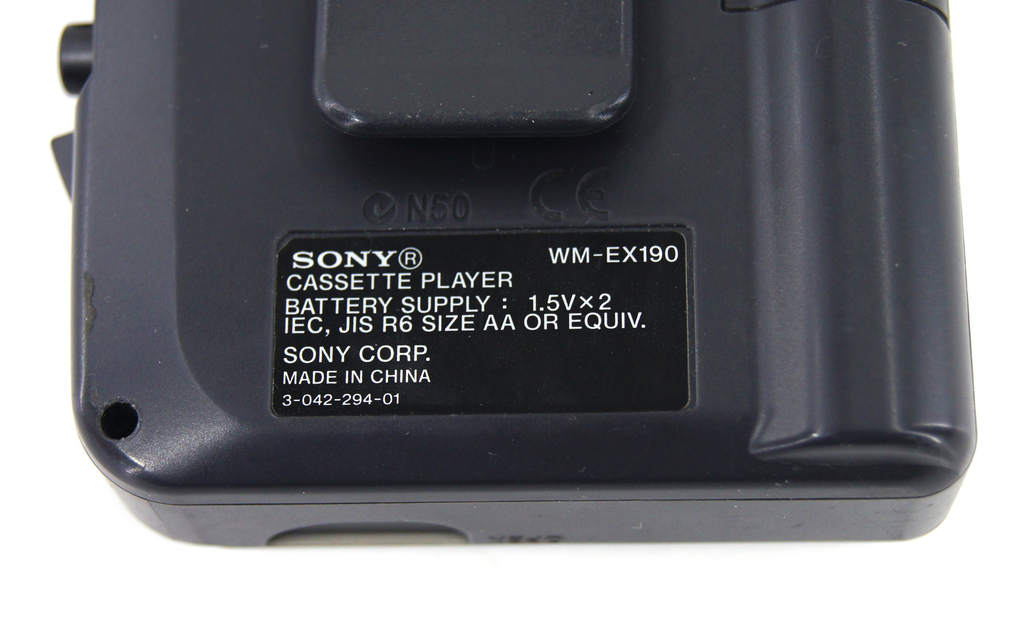 N50 CE
SONY® WM-EX190
CASSETTE PLAYER
BATTERY SUPPLY : 1.5V×2
IEC, JIS R6 SIZE AA OR EQUIV.
SONY CORP.
MADE IN CHINA
3-042-294-01